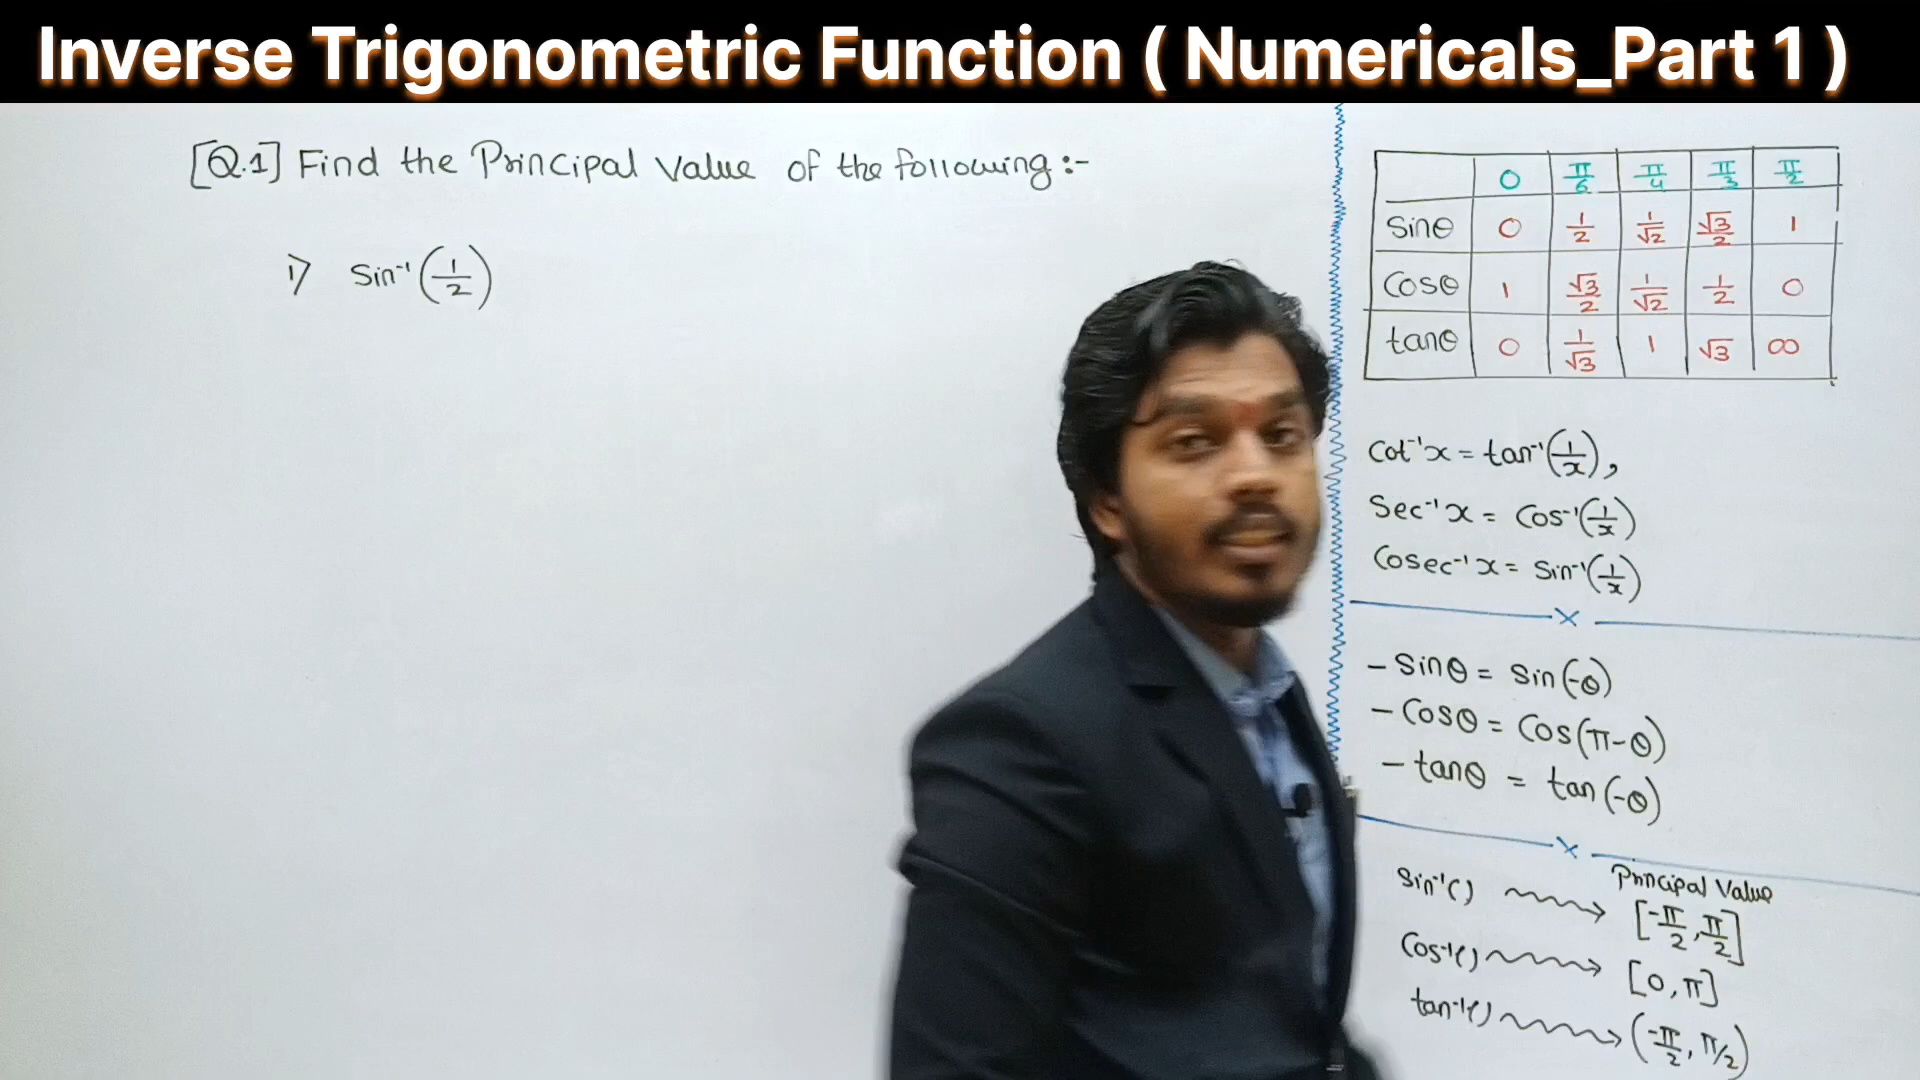 Inverse Trigonometric Function ( Numericals_Part 1 )
[Q.1] Find the Principal Value of the following :-
i) Sin⁻¹(1/2)
0 π/6 π/4 π/3 π/2
Sinθ 0 1/2 1/√2 √3/2 1
Cosθ 1 √3/2 1/√2 1/2 0
tanθ 0 1/√3 1 √3 ∞
Cot⁻¹x = tan⁻¹(1/x),
Sec⁻¹x = Cos⁻¹(1/x)
Cosec⁻¹x = Sin⁻¹(1/x)
- Sinθ = Sin(-θ)
- Cosθ = Cos(π-θ)
- tanθ = tan(-θ)
Principal Value
Sin⁻¹() → [-π/2, π/2]
Cos⁻¹() → [0, π]
tan⁻¹() → (-π/2, π/2)